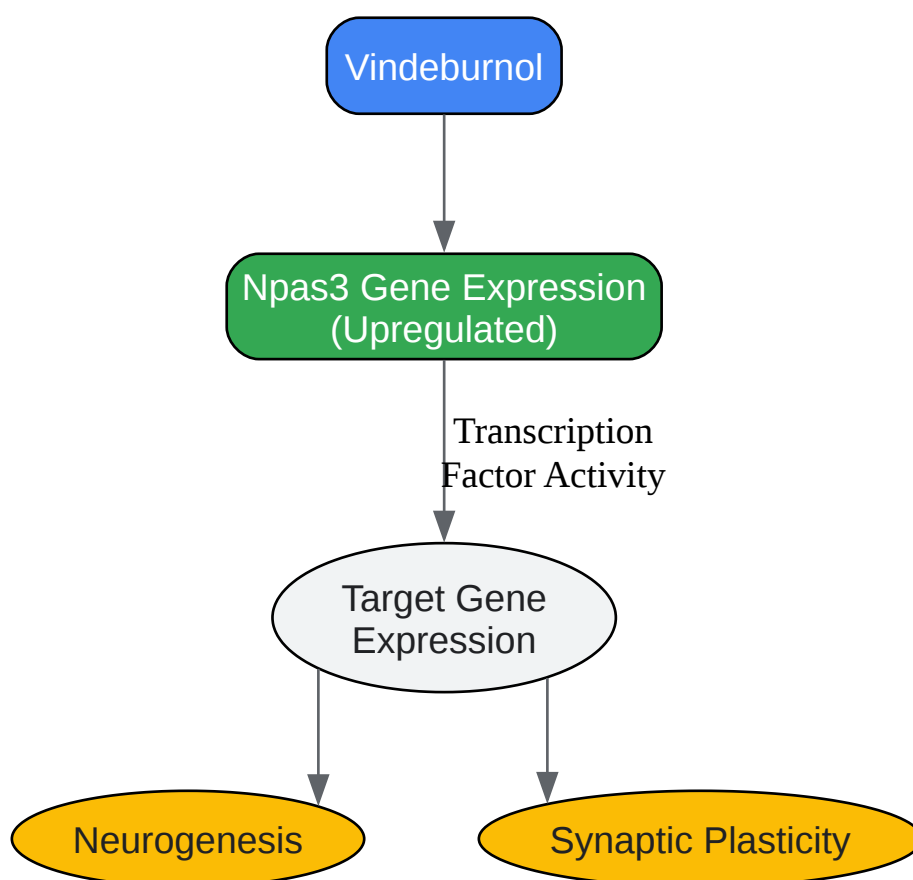 Vindeburnol
Npas3 Gene Expression
(Upregulated)
Transcription
Factor Activity
Target Gene
Expression
Neurogenesis
Synaptic Plasticity